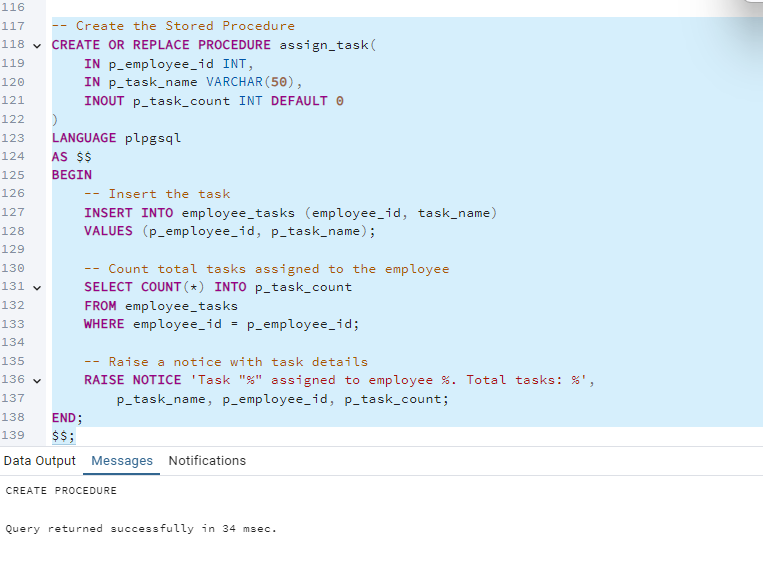 116
117 -- Create the Stored Procedure
118 CREATE OR REPLACE PROCEDURE assign_task(
119     IN p_employee_id INT,
120     IN p_task_name VARCHAR(50),
121     INOUT p_task_count INT DEFAULT 0
122 )
123 LANGUAGE plpgsql
124 AS $$
125 BEGIN
126     -- Insert the task
127     INSERT INTO employee_tasks (employee_id, task_name)
128     VALUES (p_employee_id, p_task_name);
129
130     -- Count total tasks assigned to the employee
131     SELECT COUNT(*) INTO p_task_count
132     FROM employee_tasks
133     WHERE employee_id = p_employee_id;
134
135     -- Raise a notice with task details
136     RAISE NOTICE 'Task "%" assigned to employee %. Total tasks: %',
137         p_task_name, p_employee_id, p_task_count;
138 END;
139 $$;
Data Output Messages Notifications
CREATE PROCEDURE
Query returned successfully in 34 msec.